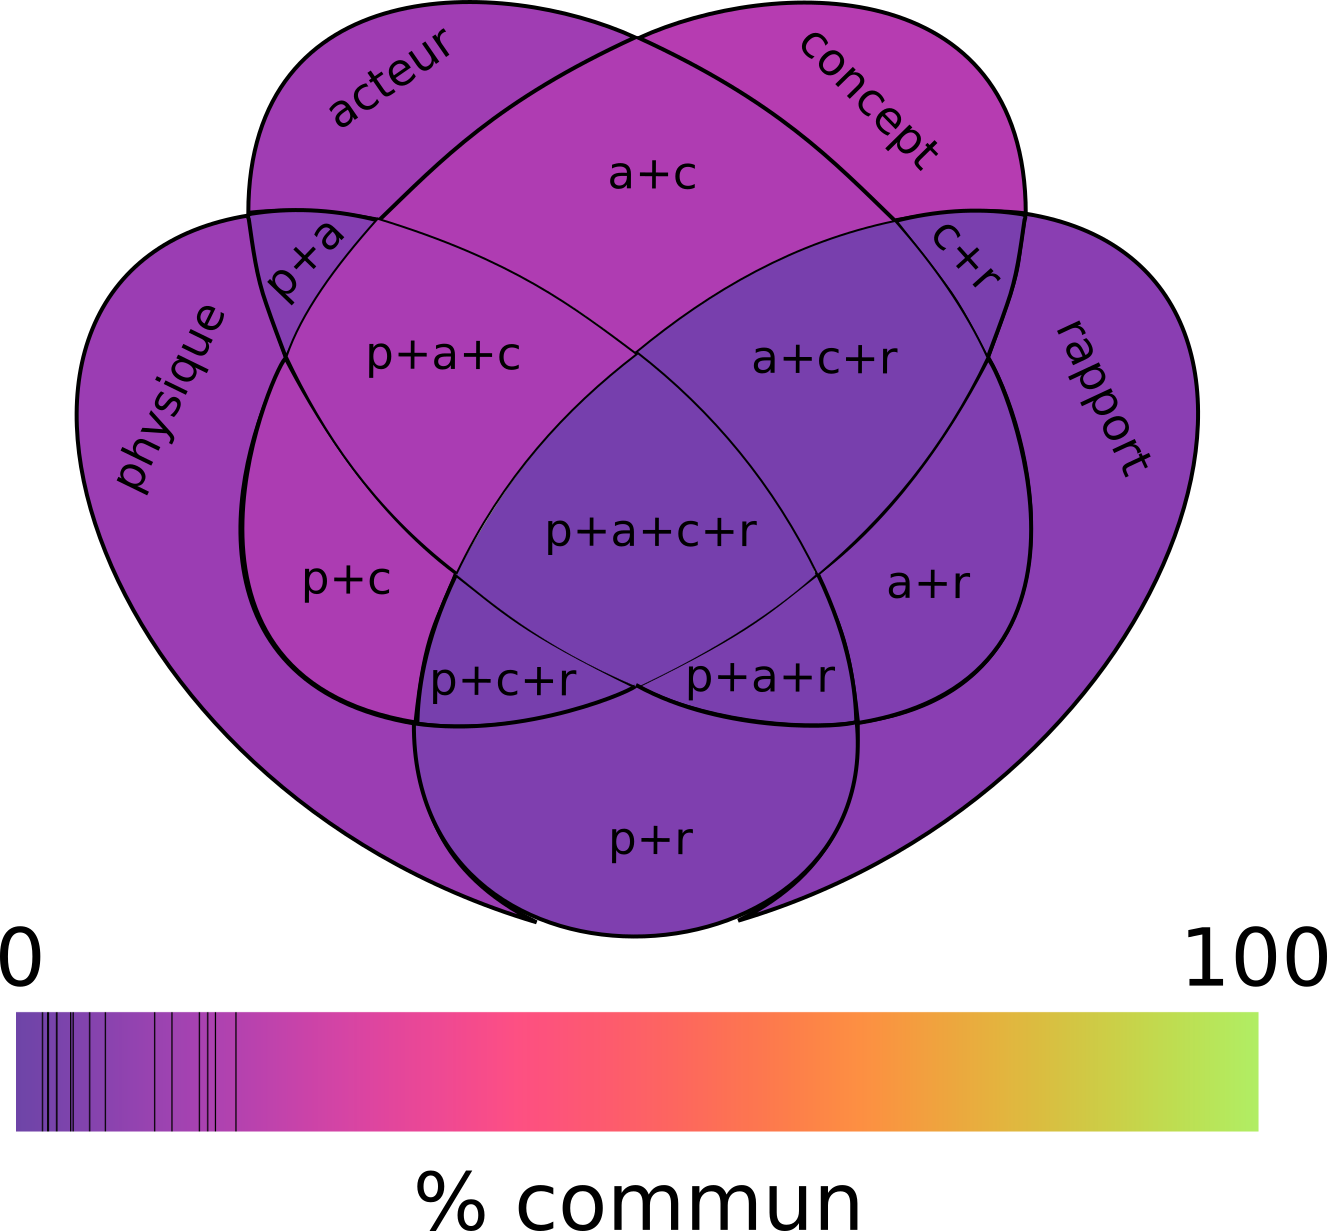 acteur
concept
a+c
p+a
c+r
physique
p+a+c
a+c+r
rapport
p+a+c+r
p+c
a+r
p+c+r
p+a+r
p+r
0
100
% commun